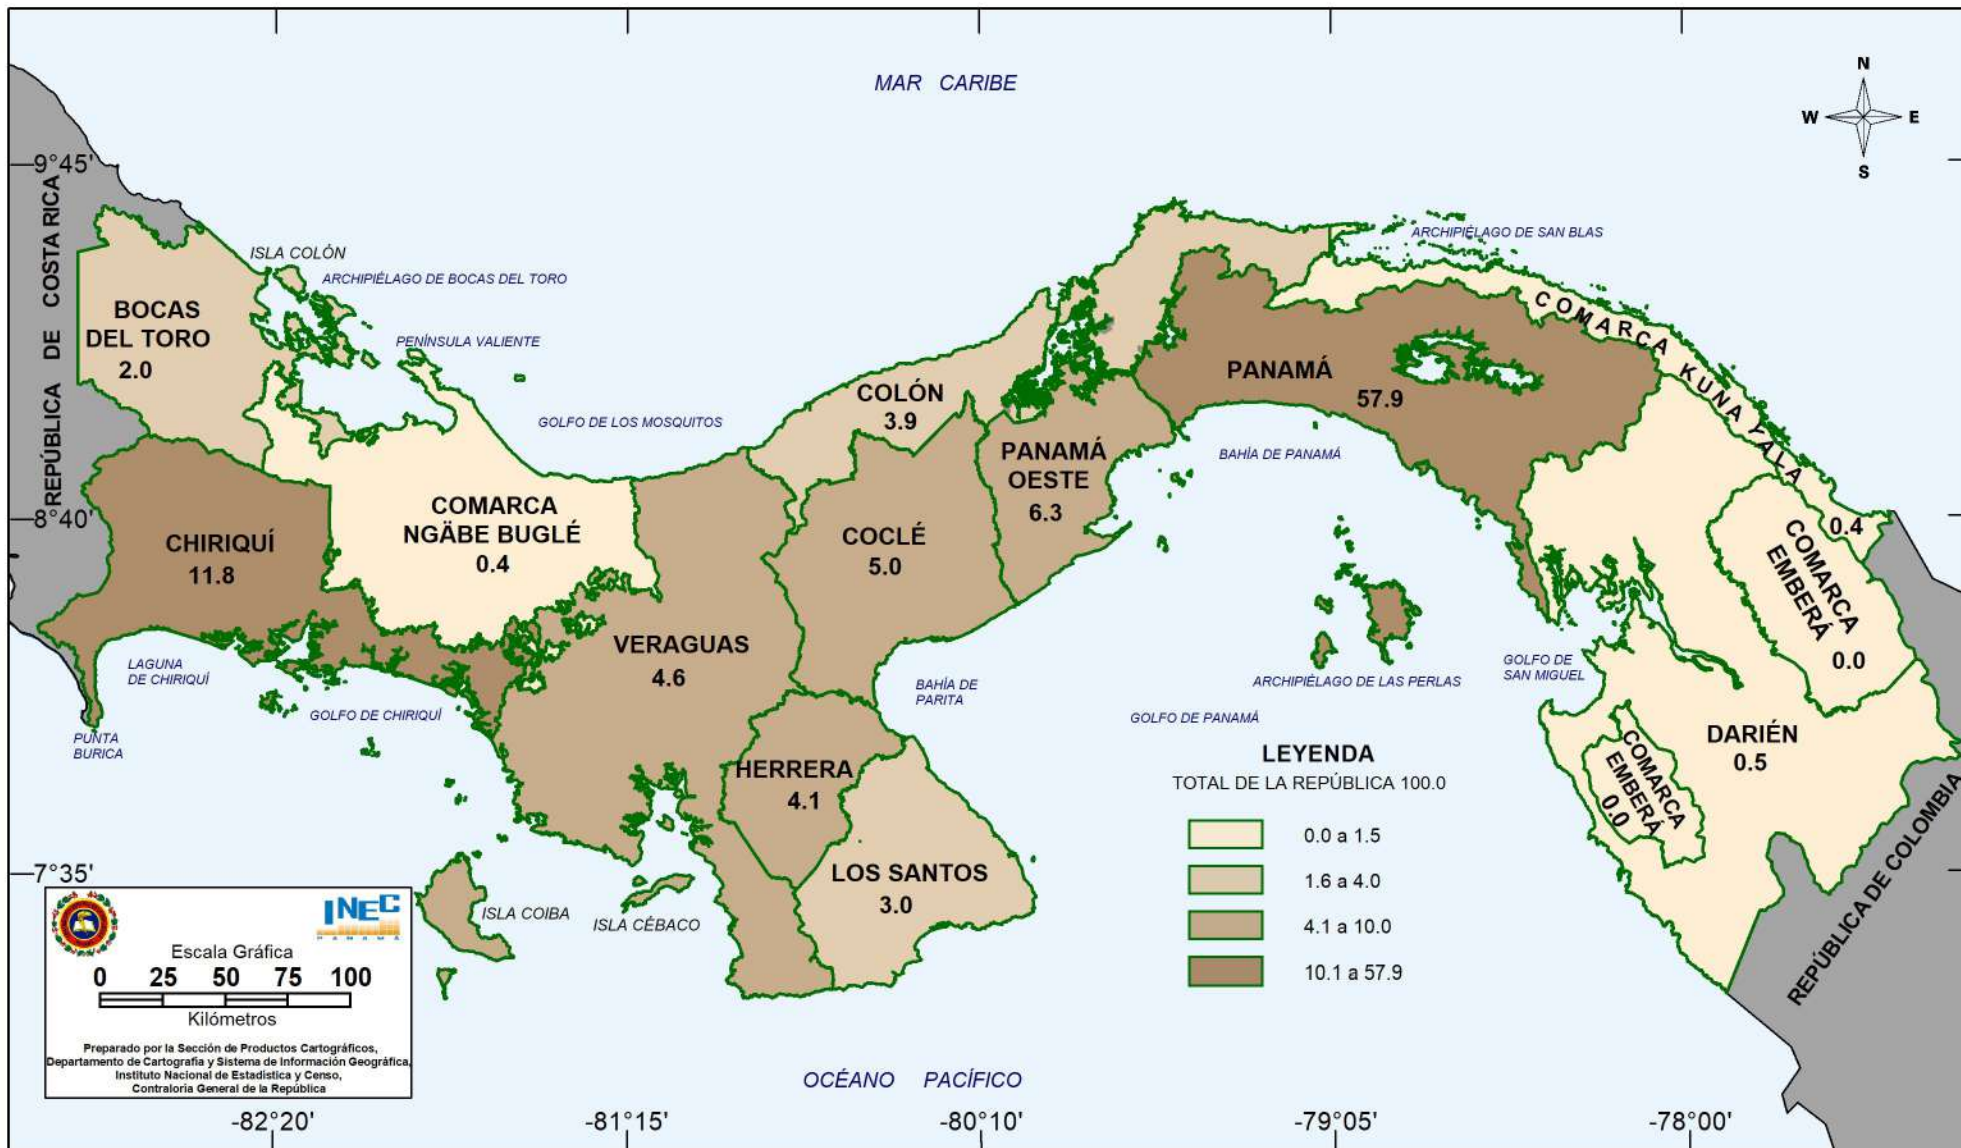 MAR CARIBE
N
W E
S
9°45'
8°40'
7°35'
REPÚBLICA DE COSTA RICA
ISLA COLÓN
ARCHIPIÉLAGO DE BOCAS DEL TORO
BOCAS
DEL TORO
2.0
PENÍNSULA VALIENTE
GOLFO DE LOS MOSQUITOS
ARCHIPIÉLAGO DE SAN BLAS
COMARCA KUNA YALA
0.4
COLÓN
3.9
PANAMÁ
57.9
PANAMÁ
OESTE
6.3
BAHÍA DE PANAMÁ
CHIRIQUÍ
11.8
COMARCA
NGÄBE BUGLÉ
0.4
COCLÉ
5.0
VERAGUAS
4.6
COMARCA
EMBERÁ
0.0
LAGUNA
DE CHIRIQUÍ
GOLFO DE CHIRIQUÍ
PUNTA
BURICA
BAHÍA DE
PARITA
GOLFO DE PANAMÁ
ARCHIPIÉLAGO DE LAS PERLAS
GOLFO DE
SAN MIGUEL
DARIÉN
0.5
COMARCA
EMBERÁ
0.0
HERRERA
4.1
LOS SANTOS
3.0
ISLA COIBA
ISLA CÉBACO
REPÚBLICA DE COLOMBIA
LEYENDA
TOTAL DE LA REPÚBLICA 100.0
0.0 a 1.5
1.6 a 4.0
4.1 a 10.0
10.1 a 57.9
INEC
PANAMÁ
Escala Gráfica
0 25 50 75 100
Kilómetros
Preparado por la Sección de Productos Cartográficos,
Departamento de Cartografía y Sistema de Información Geográfica,
Instituto Nacional de Estadística y Censo,
Contraloría General de la República
OCÉANO PACÍFICO
-82°20'
-81°15'
-80°10'
-79°05'
-78°00'